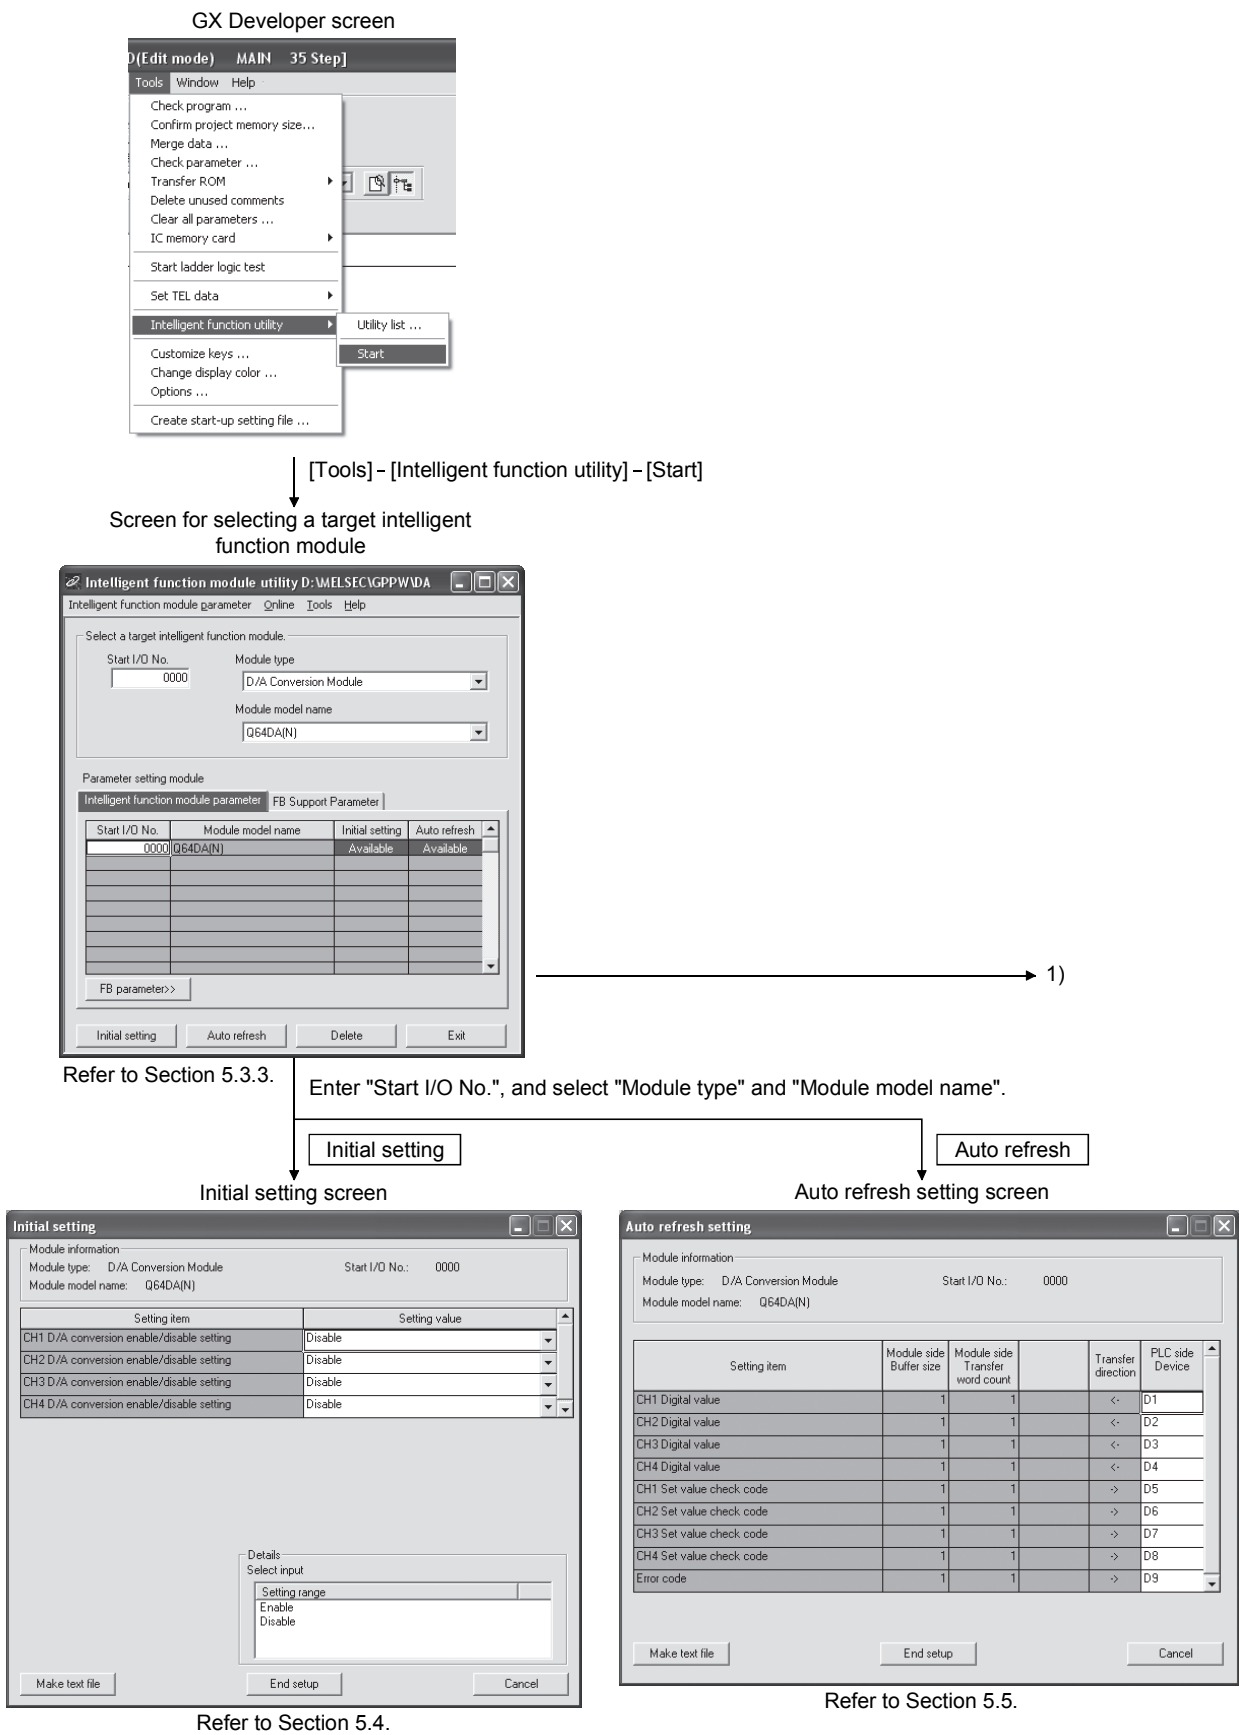 GX Developer screen
D(Edit mode) MAIN 35 Step]
Tools Window Help
Check program ...
Confirm project memory size...
Merge data ...
Check parameter ...
Transfer ROM
Delete unused comments
Clear all parameters ...
IC memory card
Start ladder logic test
Set TEL data
Intelligent function utility
Utility list ...
Start
Customize keys ...
Change display color ...
Options ...
Create start-up setting file ...
[Tools] – [Intelligent function utility] – [Start]
Screen for selecting a target intelligent
function module
Intelligent function module utility D:\MELSEC\GPPW\DA
Intelligent function module parameter Online Tools Help
Select a target intelligent function module.
Start I/O No. Module type
0000 D/A Conversion Module
Module model name
Q64DA(N)
Parameter setting module
Intelligent function module parameter FB Support Parameter
Start I/O No. Module model name Initial setting Auto refresh
0000 Q64DA(N) Available Available
FB parameter>>
1)
Initial setting Auto refresh Delete Exit
Refer to Section 5.3.3.
Enter "Start I/O No.", and select "Module type" and "Module model name".
Initial setting
Auto refresh
Initial setting screen
Initial setting
Module information
Module type: D/A Conversion Module Start I/O No.: 0000
Module model name: Q64DA(N)
Setting item Setting value
CH1 D/A conversion enable/disable setting Disable
CH2 D/A conversion enable/disable setting Disable
CH3 D/A conversion enable/disable setting Disable
CH4 D/A conversion enable/disable setting Disable
Details
Select input
Setting range
Enable
Disable
Make text file End setup Cancel
Refer to Section 5.4.
Auto refresh setting screen
Auto refresh setting
Module information
Module type: D/A Conversion Module Start I/O No.: 0000
Module model name: Q64DA(N)
Setting item Module side Buffer size Module side Transfer word count Transfer direction PLC side Device
CH1 Digital value 1 1 <- D1
CH2 Digital value 1 1 <- D2
CH3 Digital value 1 1 <- D3
CH4 Digital value 1 1 <- D4
CH1 Set value check code 1 1 -> D5
CH2 Set value check code 1 1 -> D6
CH3 Set value check code 1 1 -> D7
CH4 Set value check code 1 1 -> D8
Error code 1 1 -> D9
Make text file End setup Cancel
Refer to Section 5.5.